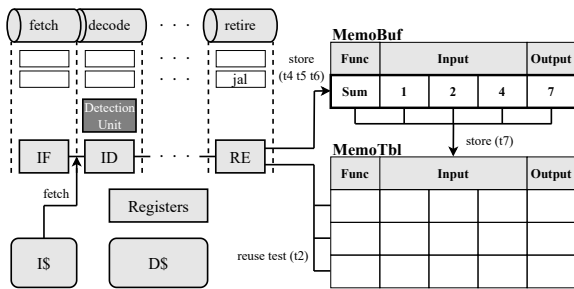 fetch decode · · · retire
MemoBuf
Func Input Output
Sum 1 2 4 7
store
(t4 t5 t6)
jal
Detection
Unit
store (t7)
MemoTbl
Func Input Output
IF ID · · · RE
fetch
Registers
reuse test (t2)
I$ D$